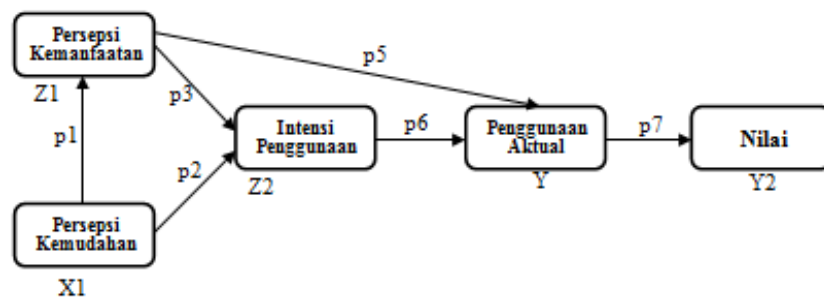 Persepsi
Kemanfaatan
Z1
p5
p3
p1
Intensi
Penggunaan
Z2
p6
Penggunaan
Aktual
Y
p7
Nilai
Y2
p2
Persepsi
Kemudahan
X1